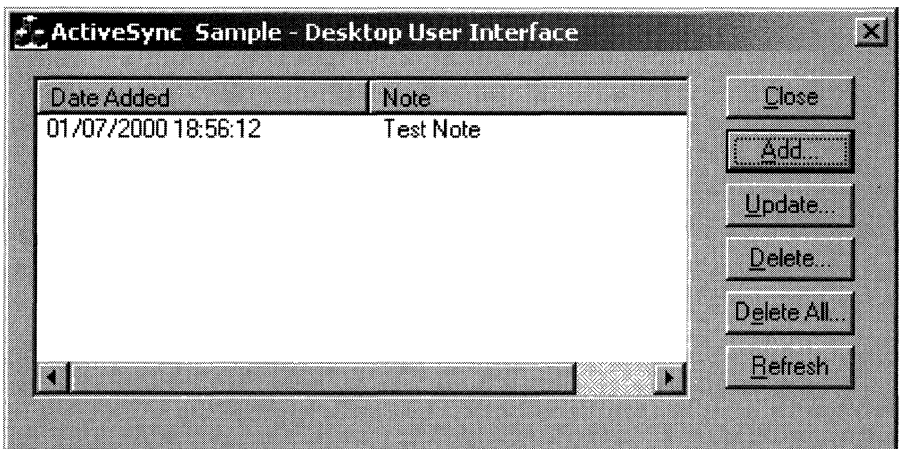 ActiveSync Sample - Desktop User Interface
Date Added Note
01/07/2000 18:56:12 Test Note
Close
Add...
Update...
Delete...
Delete All...
Refresh